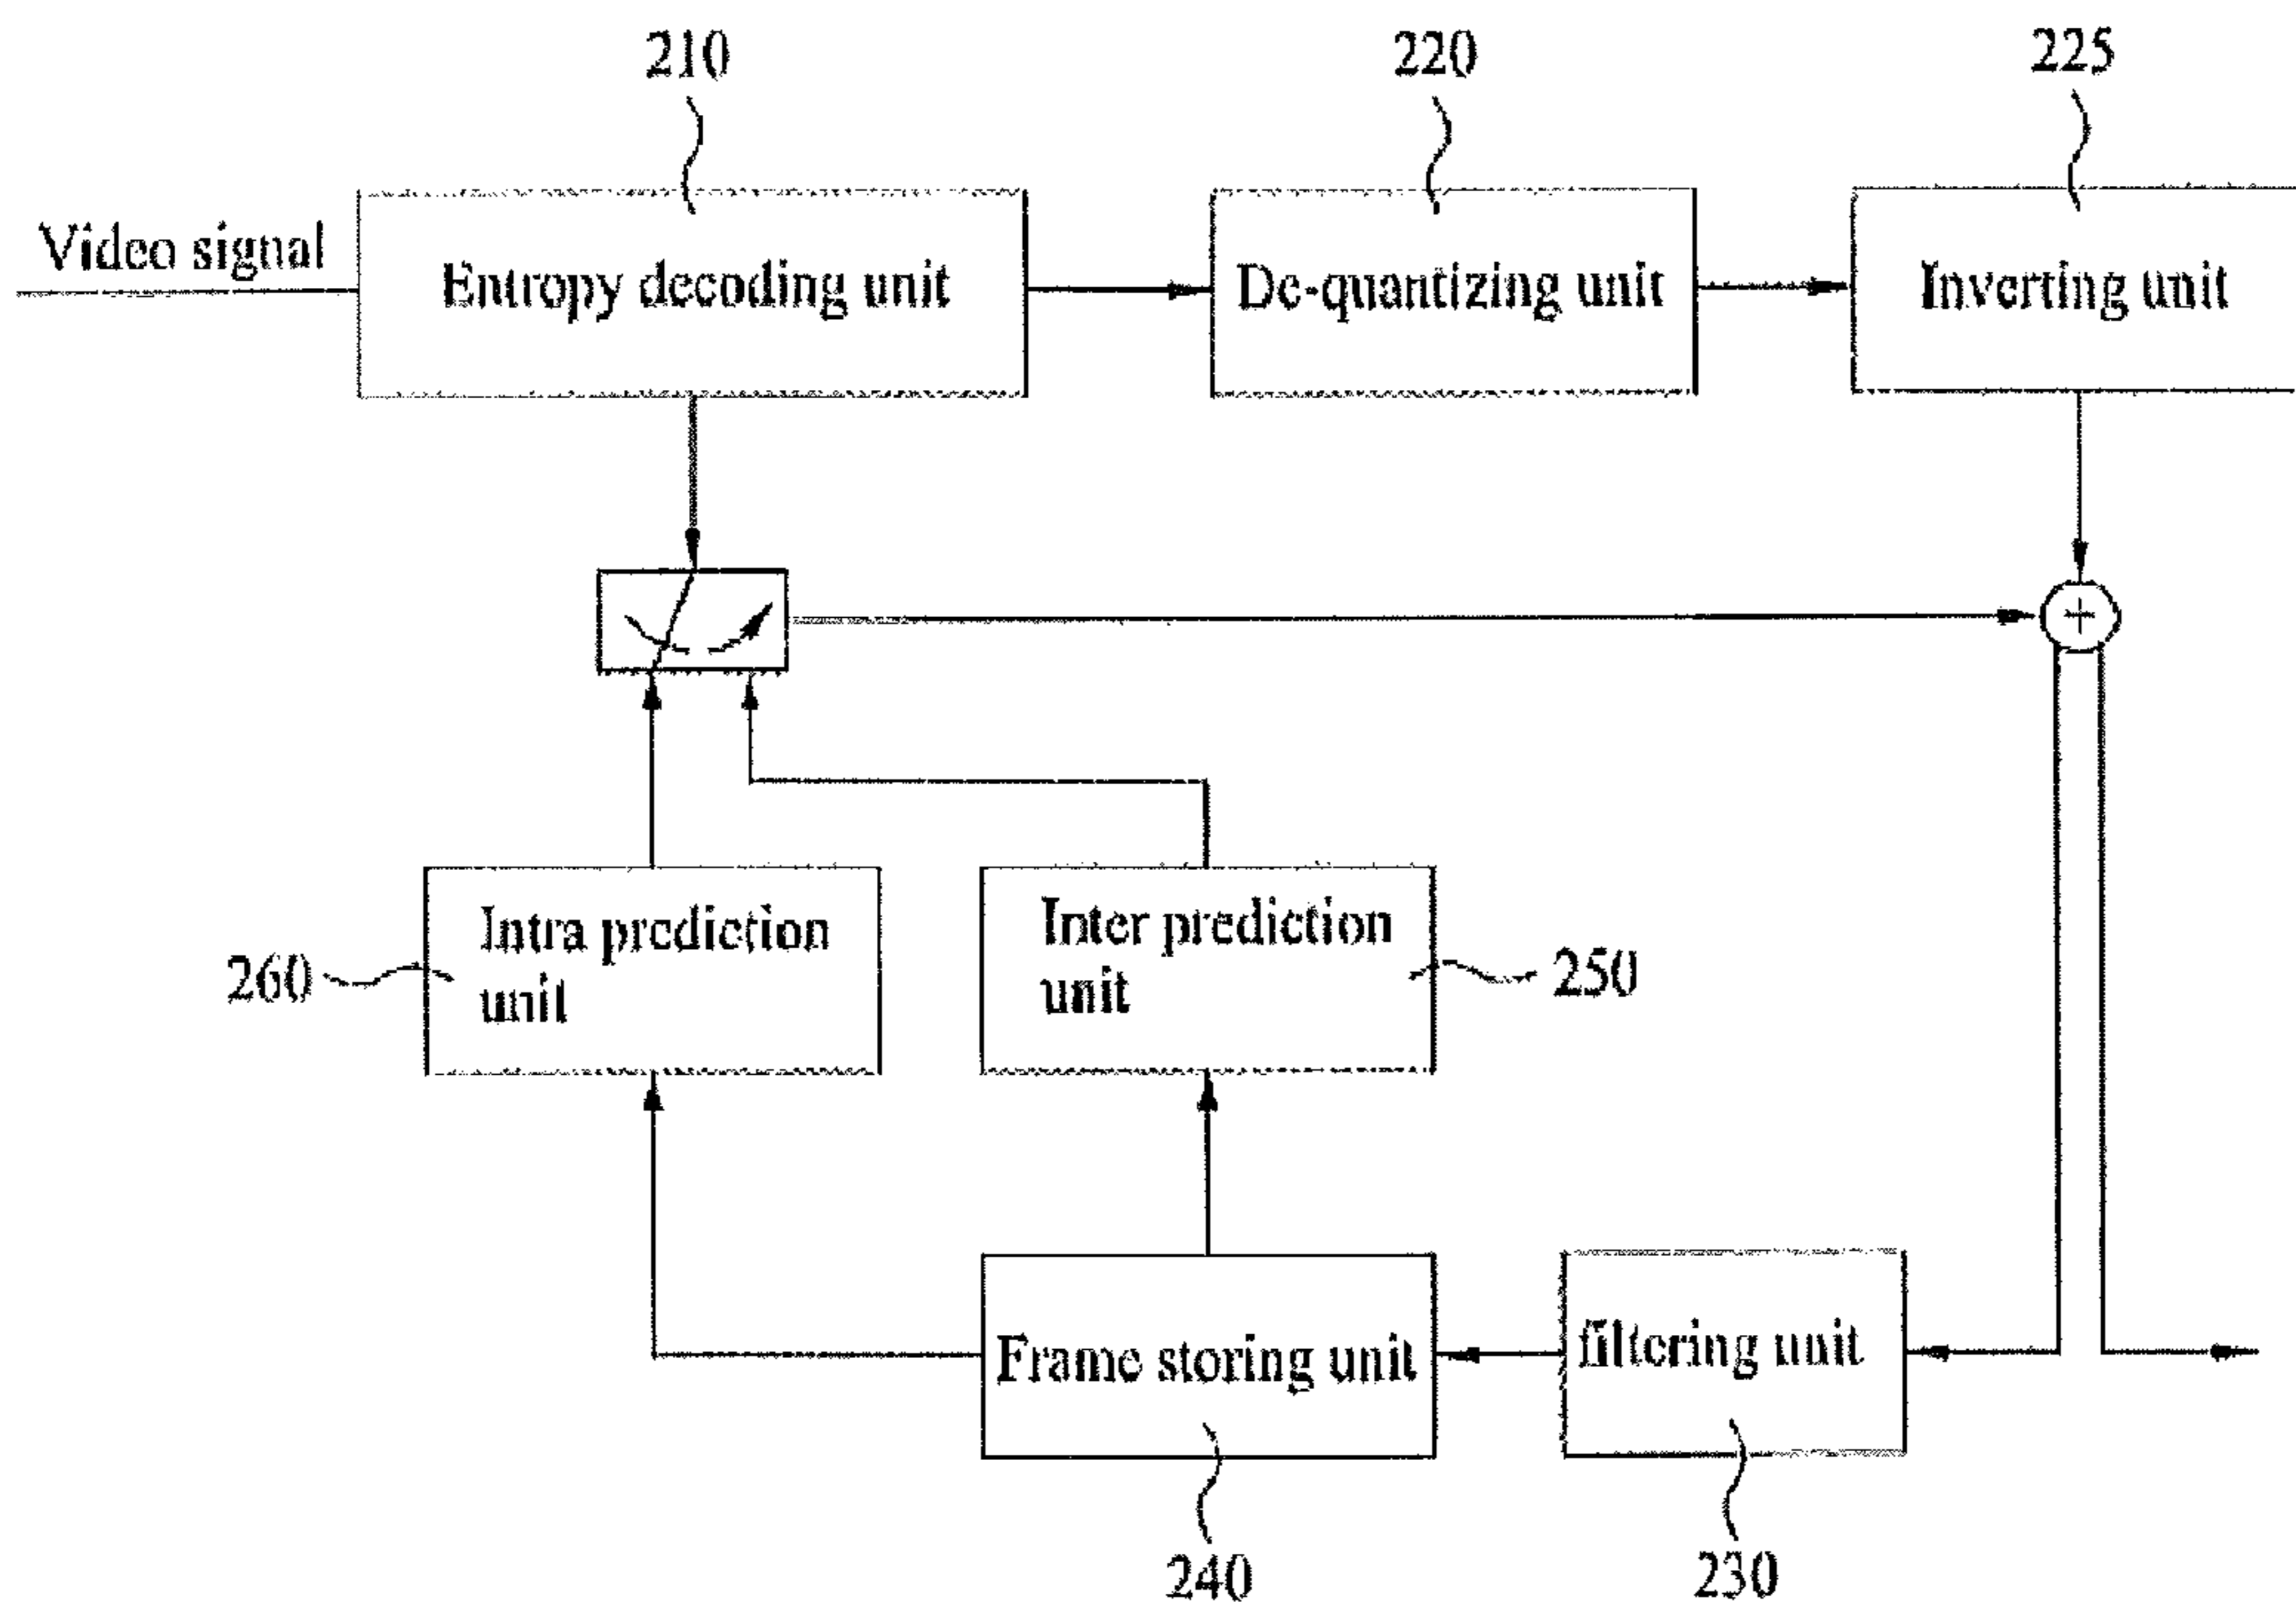 210
220
225
Video signal
Entropy decoding unit
De-quantizing unit
Inverting unit
+
Intra prediction
unit
260
Inter prediction
unit
250
Frame storing unit
filtering unit
240
230